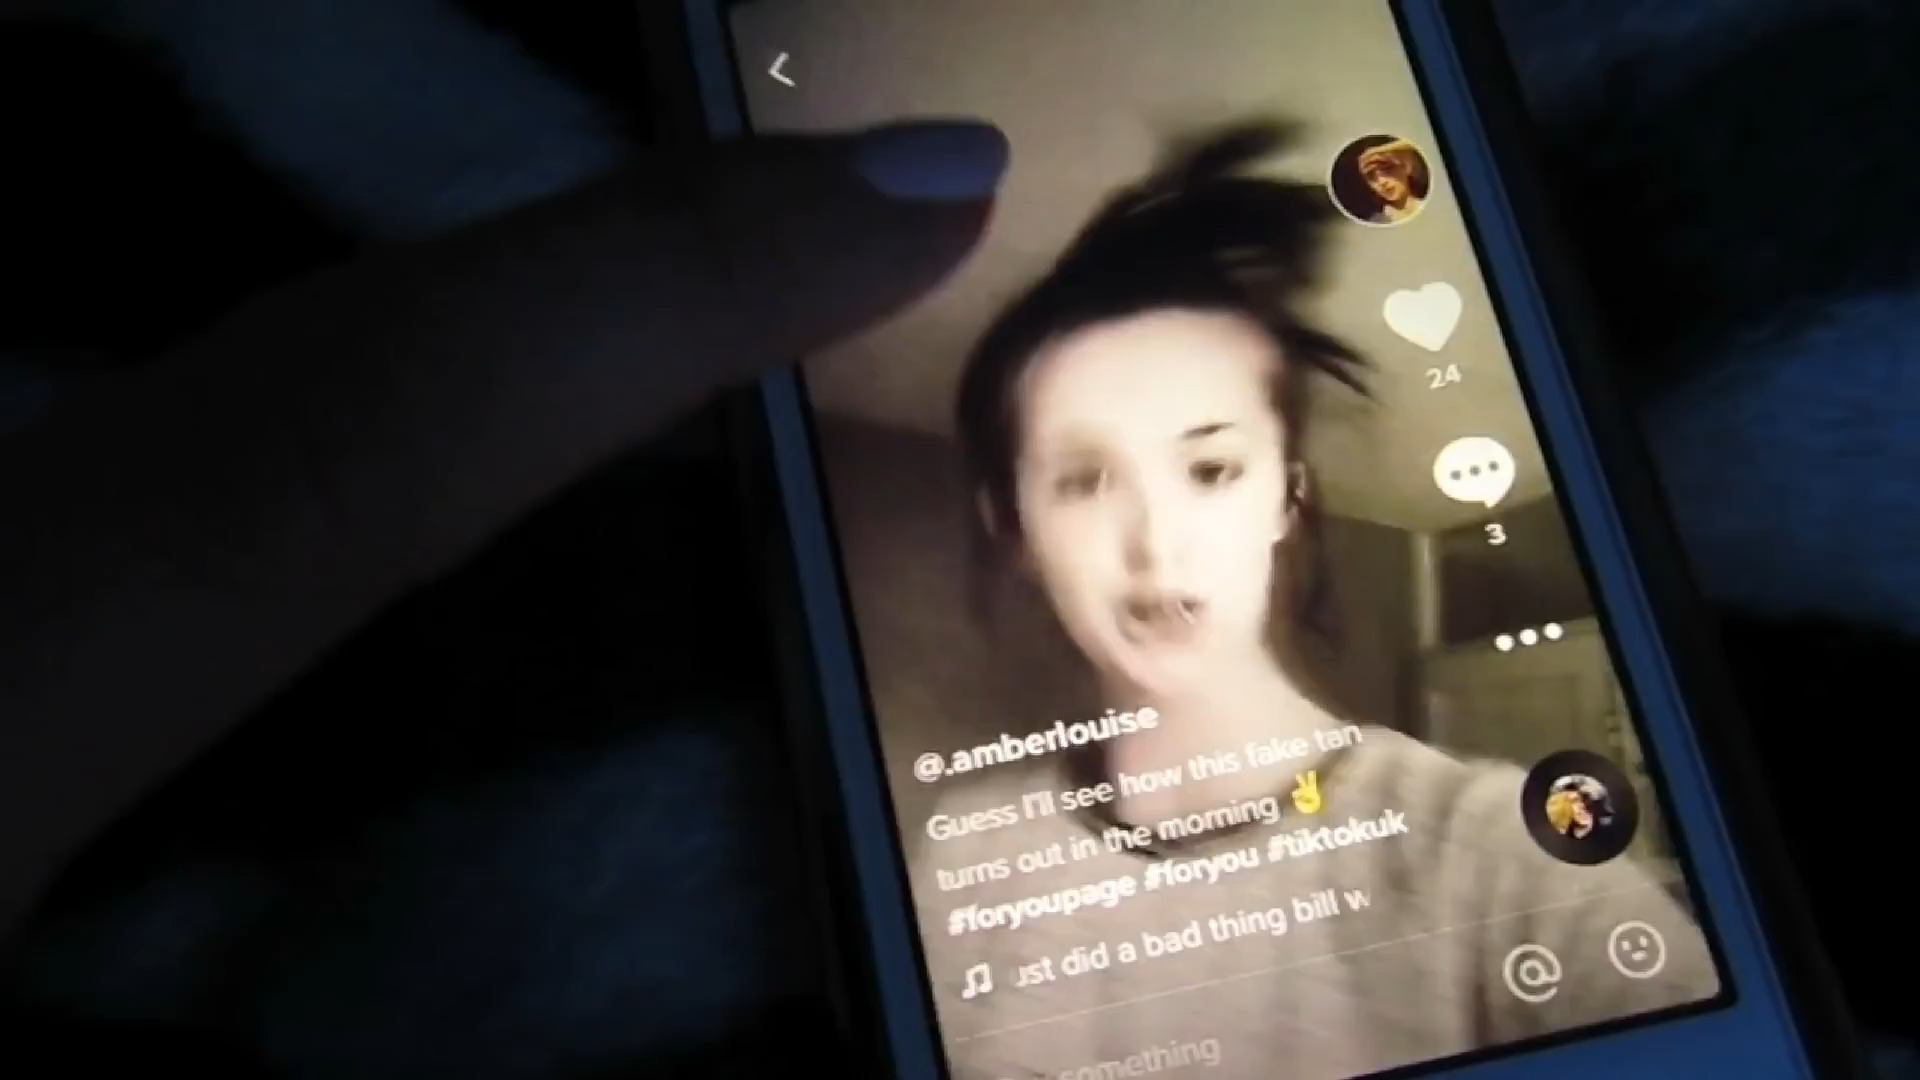 24
3
@.amberlouise
Guess I'll see how this fake tan
turns out in the morning ✌
#foryoupage #foryou #tiktokuk
ust did a bad thing bill w
something